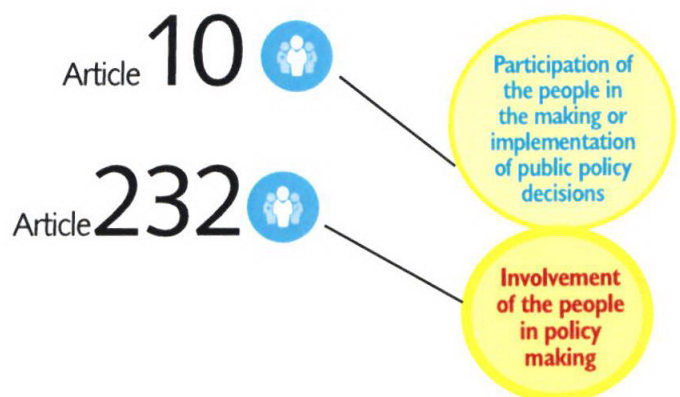 Article 10
Participation of
the people in
the making or
implementation
of public policy
decisions
Article 232
Involvement
of the people
in policy
making